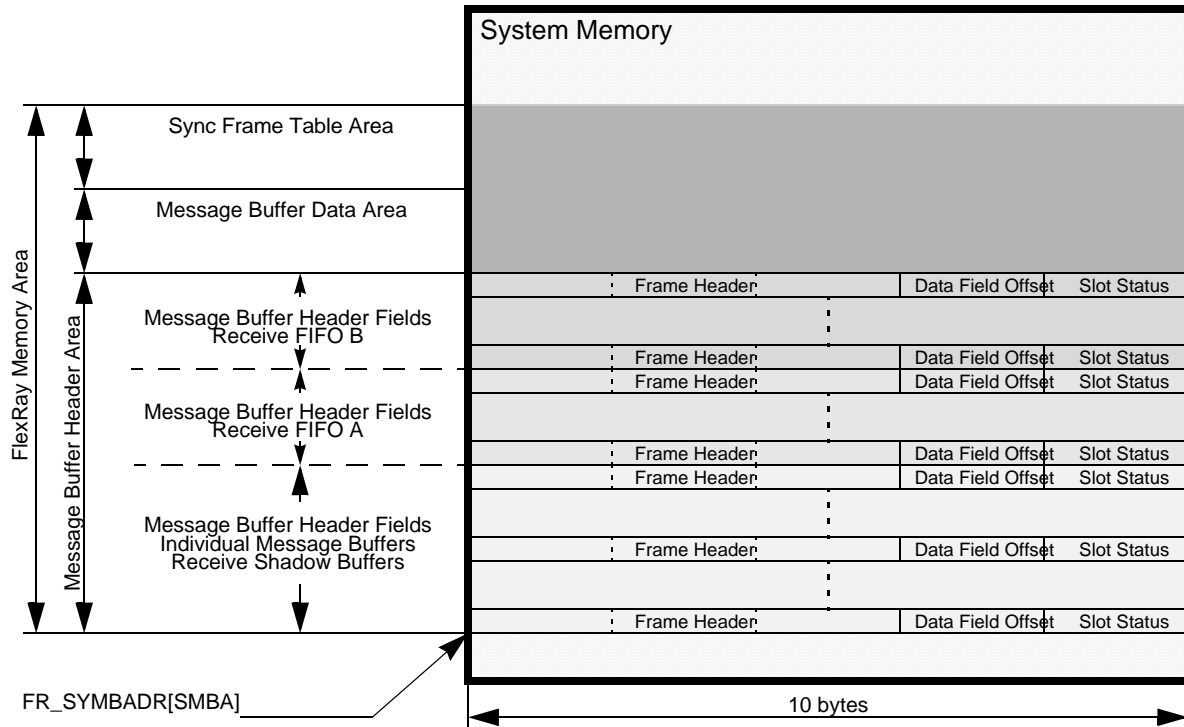 System Memory
Sync Frame Table Area
Message Buffer Data Area
FlexRay Memory Area
Message Buffer Header Area
Frame Header Data Field Offset Slot Status
Message Buffer Header Fields
Receive FIFO B
Frame Header Data Field Offset Slot Status
Frame Header Data Field Offset Slot Status
Message Buffer Header Fields
Receive FIFO A
Frame Header Data Field Offset Slot Status
Frame Header Data Field Offset Slot Status
Message Buffer Header Fields
Individual Message Buffers
Receive Shadow Buffers
Frame Header Data Field Offset Slot Status
Frame Header Data Field Offset Slot Status
FR_SYMBADR[SMBA]
10 bytes